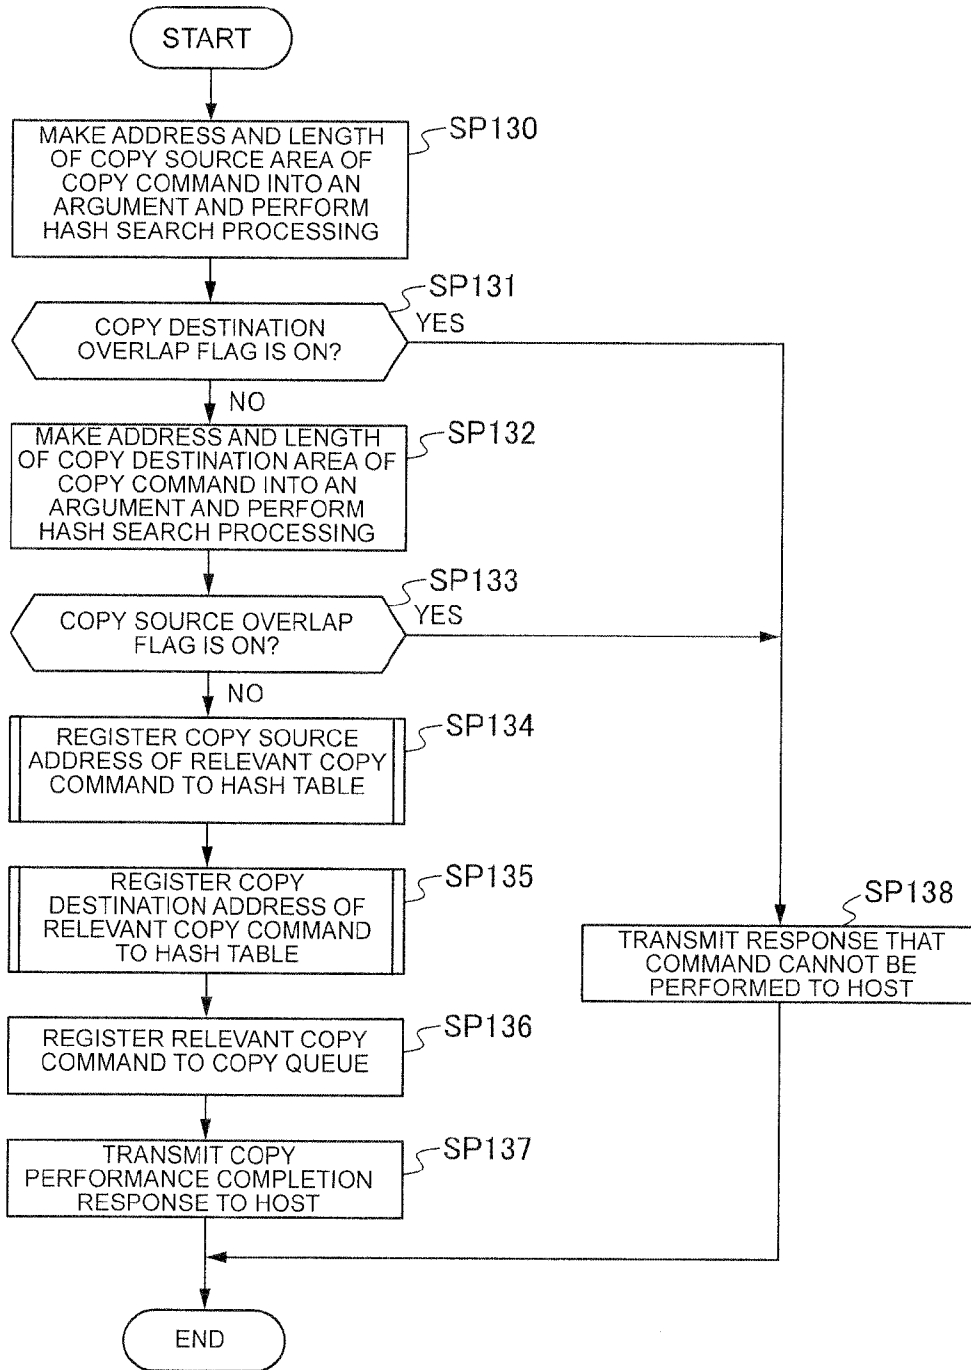 START
SP130
MAKE ADDRESS AND LENGTH
OF COPY SOURCE AREA OF
COPY COMMAND INTO AN
ARGUMENT AND PERFORM
HASH SEARCH PROCESSING
SP131
COPY DESTINATION
OVERLAP FLAG IS ON?
YES
NO
SP132
MAKE ADDRESS AND LENGTH
OF COPY DESTINATION AREA OF
COPY COMMAND INTO AN
ARGUMENT AND PERFORM
HASH SEARCH PROCESSING
SP133
COPY SOURCE OVERLAP
FLAG IS ON?
YES
NO
SP134
REGISTER COPY SOURCE
ADDRESS OF RELEVANT COPY
COMMAND TO HASH TABLE
SP135
REGISTER COPY
DESTINATION ADDRESS OF
RELEVANT COPY COMMAND
TO HASH TABLE
SP138
TRANSMIT RESPONSE THAT
COMMAND CANNOT BE
PERFORMED TO HOST
SP136
REGISTER RELEVANT COPY
COMMAND TO COPY QUEUE
SP137
TRANSMIT COPY
PERFORMANCE COMPLETION
RESPONSE TO HOST
END